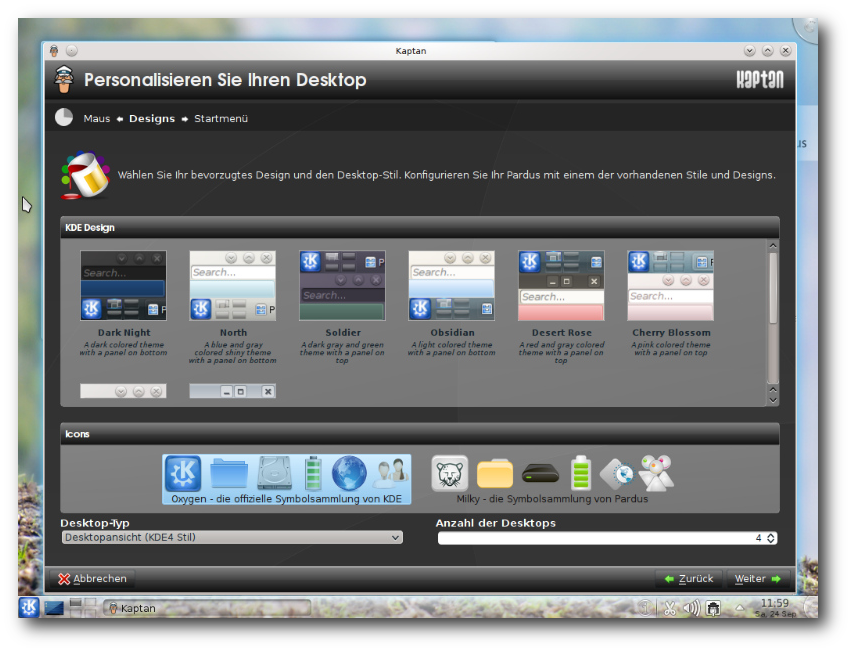 Kaptan
Personalisieren Sie Ihren Desktop
Kaptan
Maus Designs Startmenü
Wählen Sie Ihr bevorzugtes Design und den Desktop-Stil. Konfigurieren Sie Ihr Pardus mit einem der vorhandenen Stile und Designs.
KDE Design
Search...
Search...
Search...
Search...
Search...
Search...
P
P
P
P
Dark Night
A dark colored theme
with a panel on bottom
North
A blue and gray
colored shiny theme
with a panel on bottom
Soldier
A dark gray and green
theme with a panel on
top
Obsidian
A light colored theme
with a panel on bottom
Desert Rose
A red and gray colored
theme with a panel on
top
Cherry Blossom
A pink colored theme
with a panel on top
Icons
Oxygen - die offizielle Symbolsammlung von KDE
Milky - die Symbolsammlung von Pardus
Desktop-Typ
Anzahl der Desktops
Desktopansicht (KDE4 Stil)
4
Abbrechen
Zurück
Weiter
Kaptan
11:59
Sa, 24 Sep